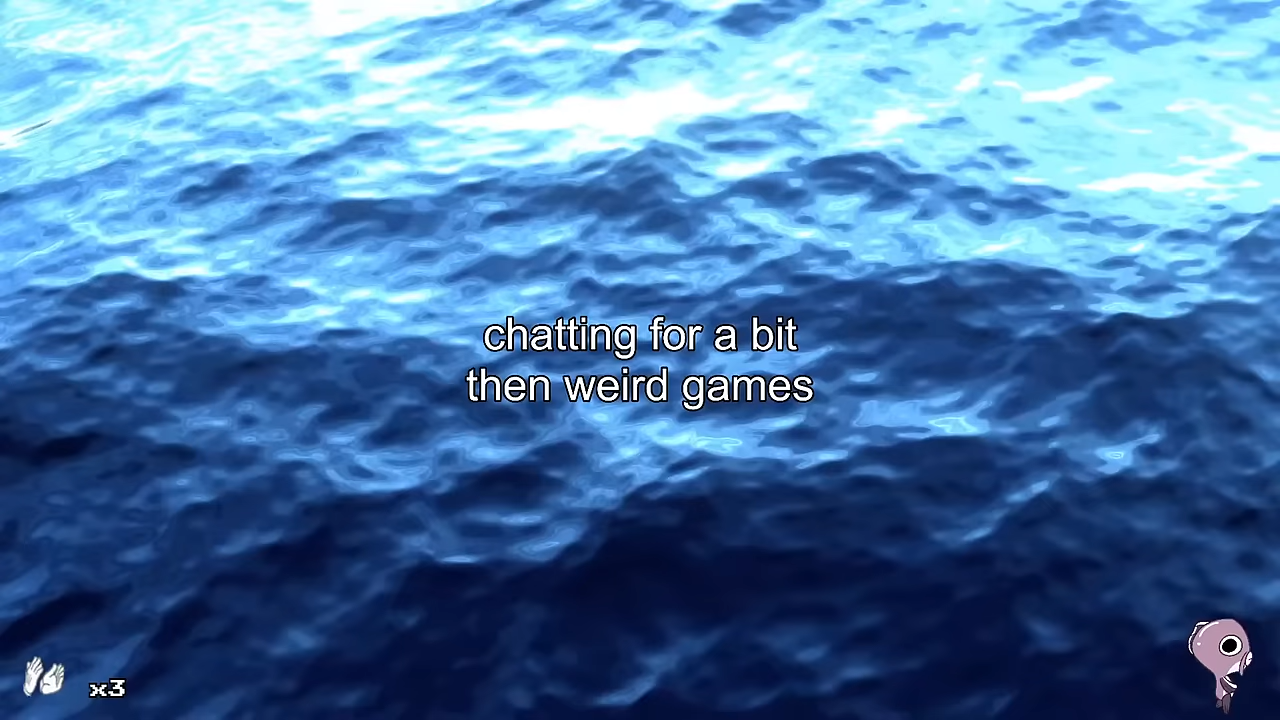 chatting for a bit
then weird games
x3